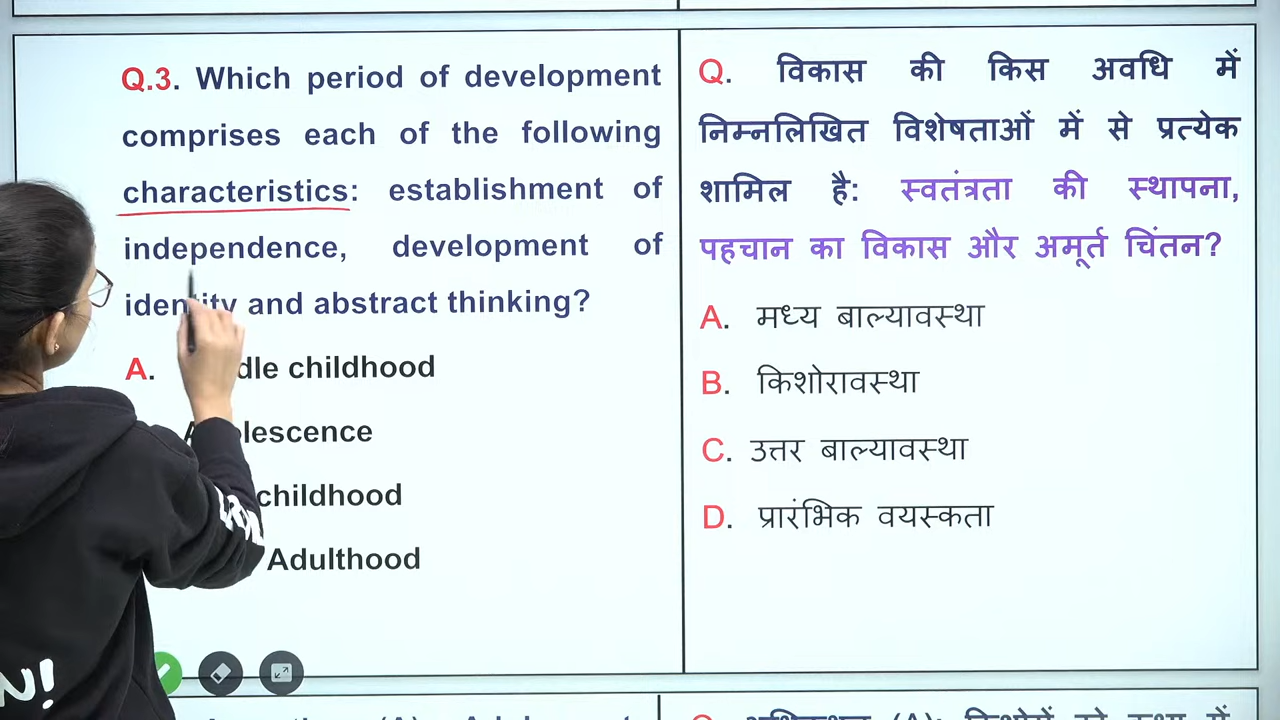 Q.3. Which period of development
comprises each of the following
characteristics: establishment of
independence, development of
identity and abstract thinking?
A. childhood
childhood
Adulthood
Q. विकास की किस अवधि में
निम्नलिखित विशेषताओं में से प्रत्येक
शामिल है: स्वतंत्रता की स्थापना,
पहचान का विकास और अमूर्त चिंतन?
A. मध्य बाल्यावस्था
B. किशोरावस्था
C. उत्तर बाल्यावस्था
D. प्रारंभिक वयस्कता